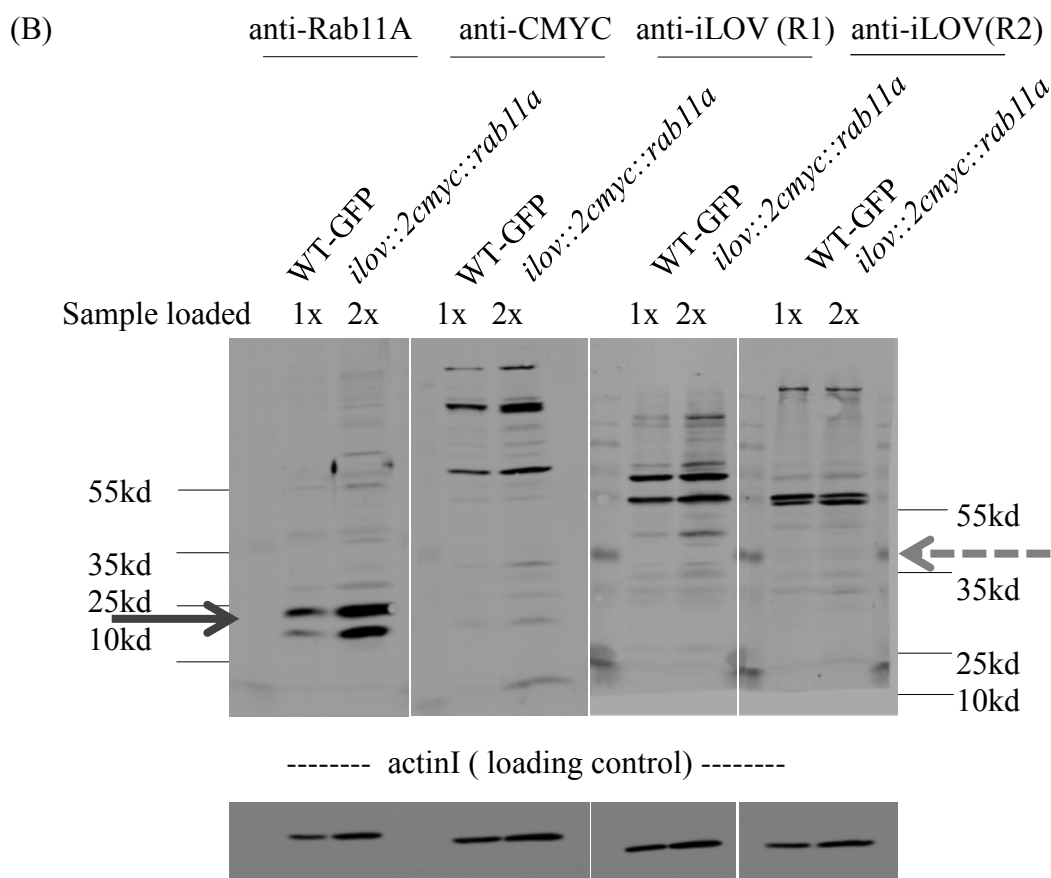 (B)
anti-Rab11A anti-CMYC anti-iLOV (R1) anti-iLOV(R2)
WT-GFP
ilov::2cmyc::rab11a
WT-GFP
ilov::2cmyc::rab11a
WT-GFP
ilov::2cmyc::rab11a
WT-GFP
ilov::2cmyc::rab11a
Sample loaded 1x 2x 1x 2x 1x 2x 1x 2x
55kd
35kd
25kd
10kd
55kd
35kd
25kd
10kd
-------- actinI ( loading control) --------